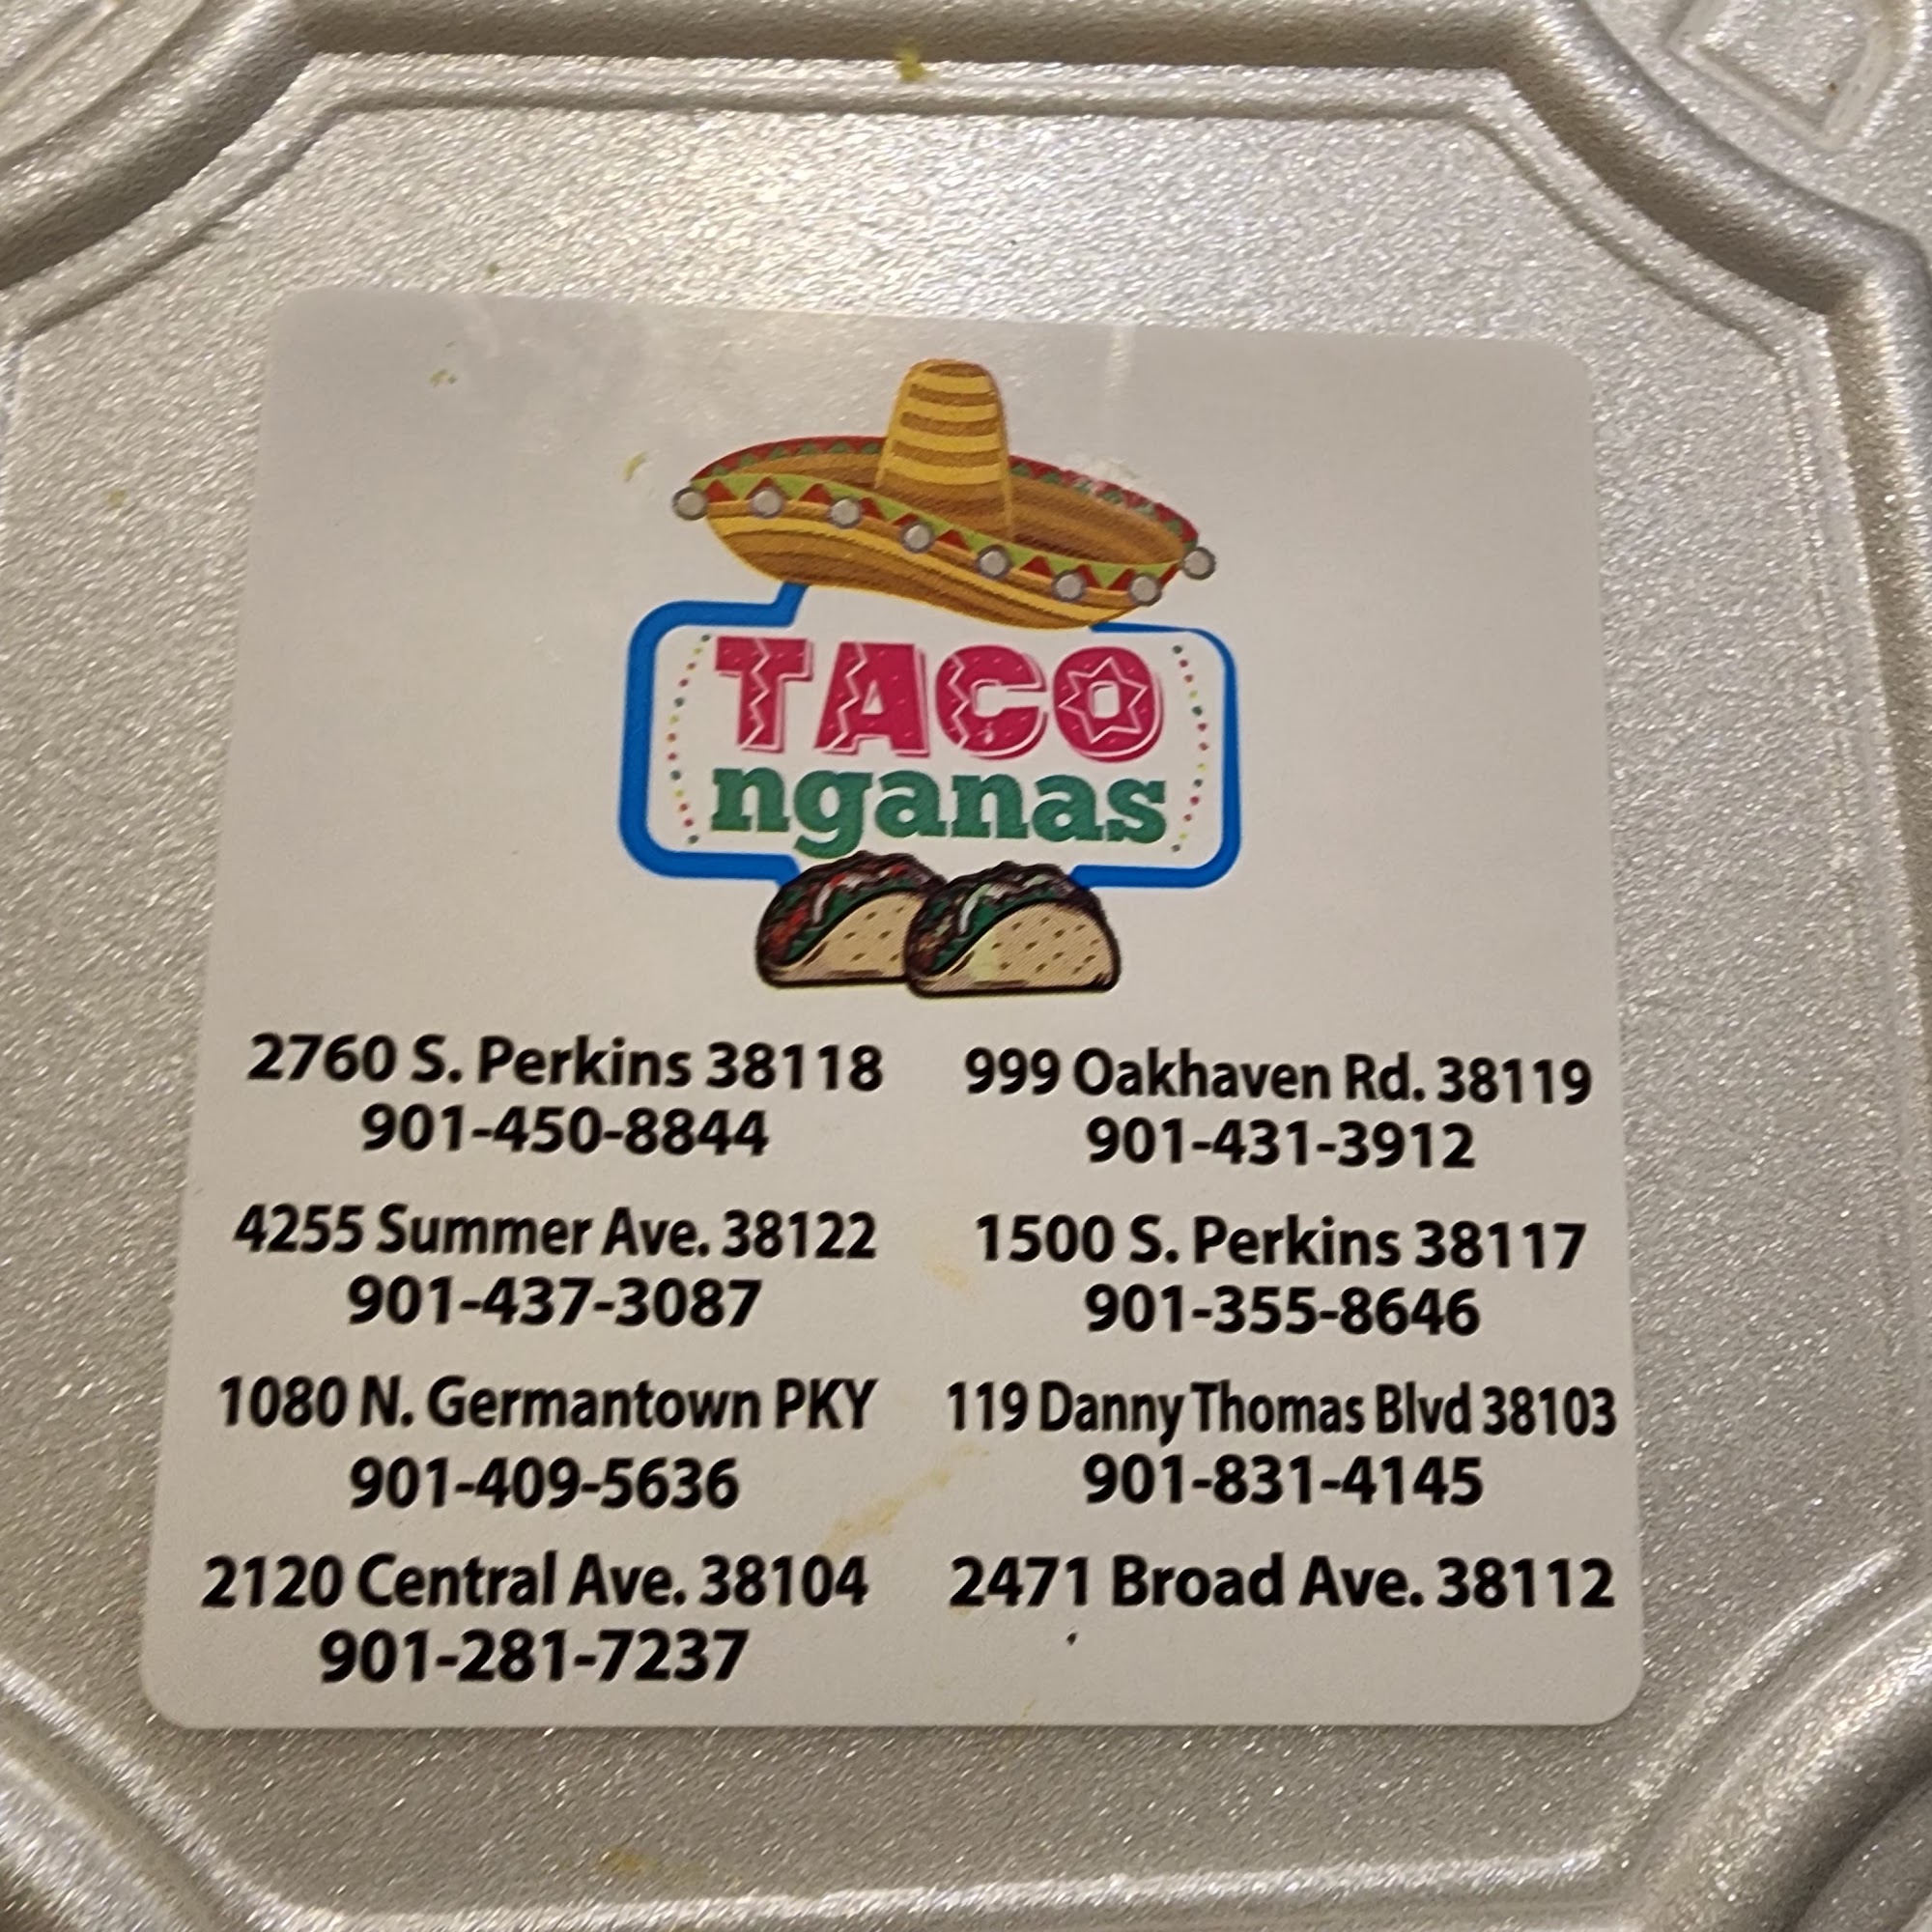 TACO
nganas
2760 S. Perkins 38118
901-450-8844
4255 Summer Ave. 38122
901-437-3087
1080 N. Germantown PKY
901-409-5636
2120 Central Ave. 38104
901-281-7237
999 Oakhaven Rd. 38119
901-431-3912
1500 S. Perkins 38117
901-355-8646
119 Danny Thomas Blvd 38103
901-831-4145
2471 Broad Ave. 38112